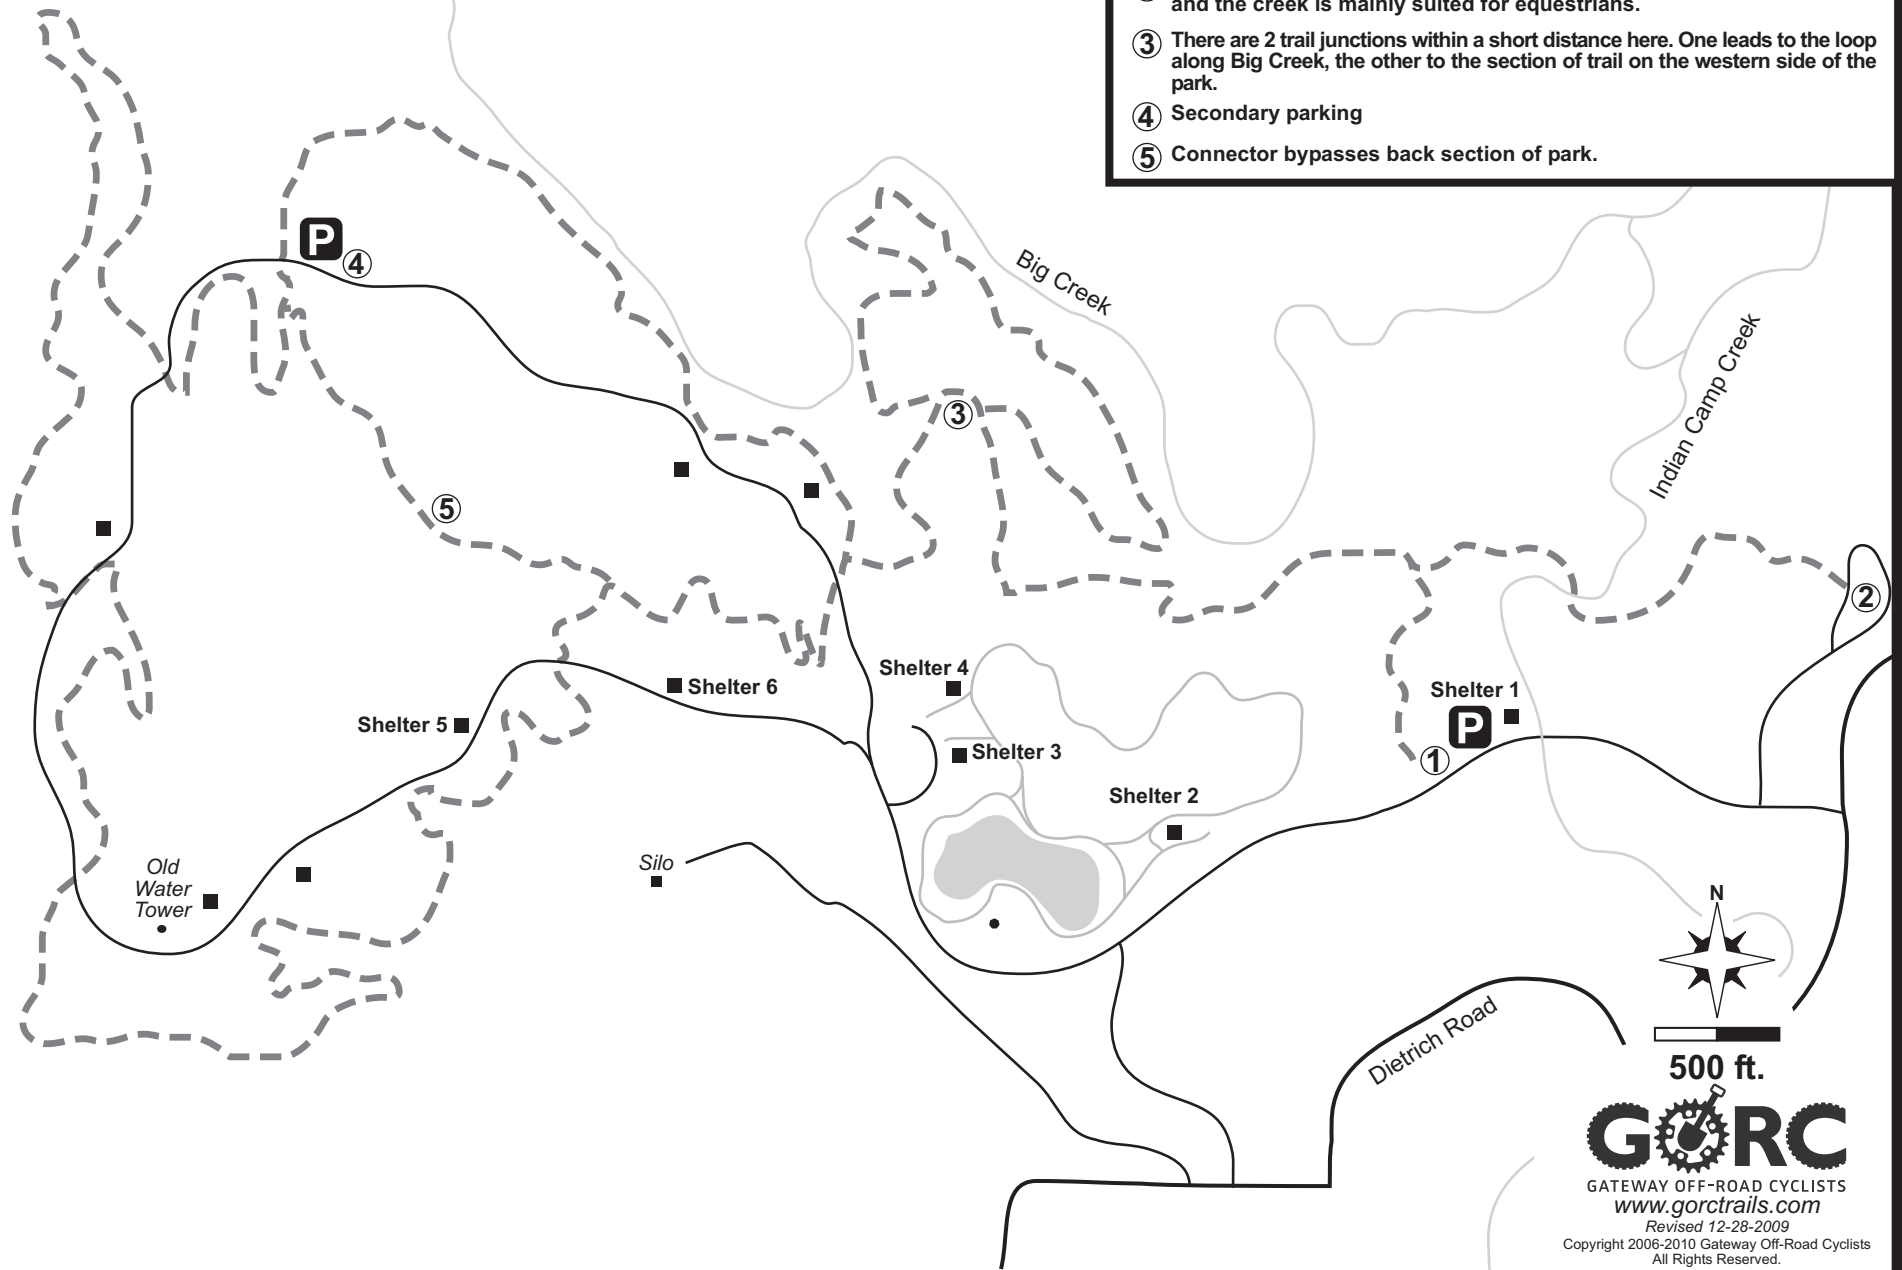 and the creek is mainly suited for equestrians.
3 There are 2 trail junctions within a short distance here. One leads to the loop
along Big Creek, the other to the section of trail on the western side of the
park.
4 Secondary parking
5 Connector bypasses back section of park.
P
4
Big Creek
Indian Camp Creek
3
5
2
Shelter 4
Shelter 6
Shelter 1
Shelter 5
P
Shelter 3
1
Shelter 2
Old
Water
Tower
Silo
N
Dietrich Road
500 ft.
GORC
GATEWAY OFF-ROAD CYCLISTS
www.gorctrails.com
Revised 12-28-2009
Copyright 2006-2010 Gateway Off-Road Cyclists
All Rights Reserved.